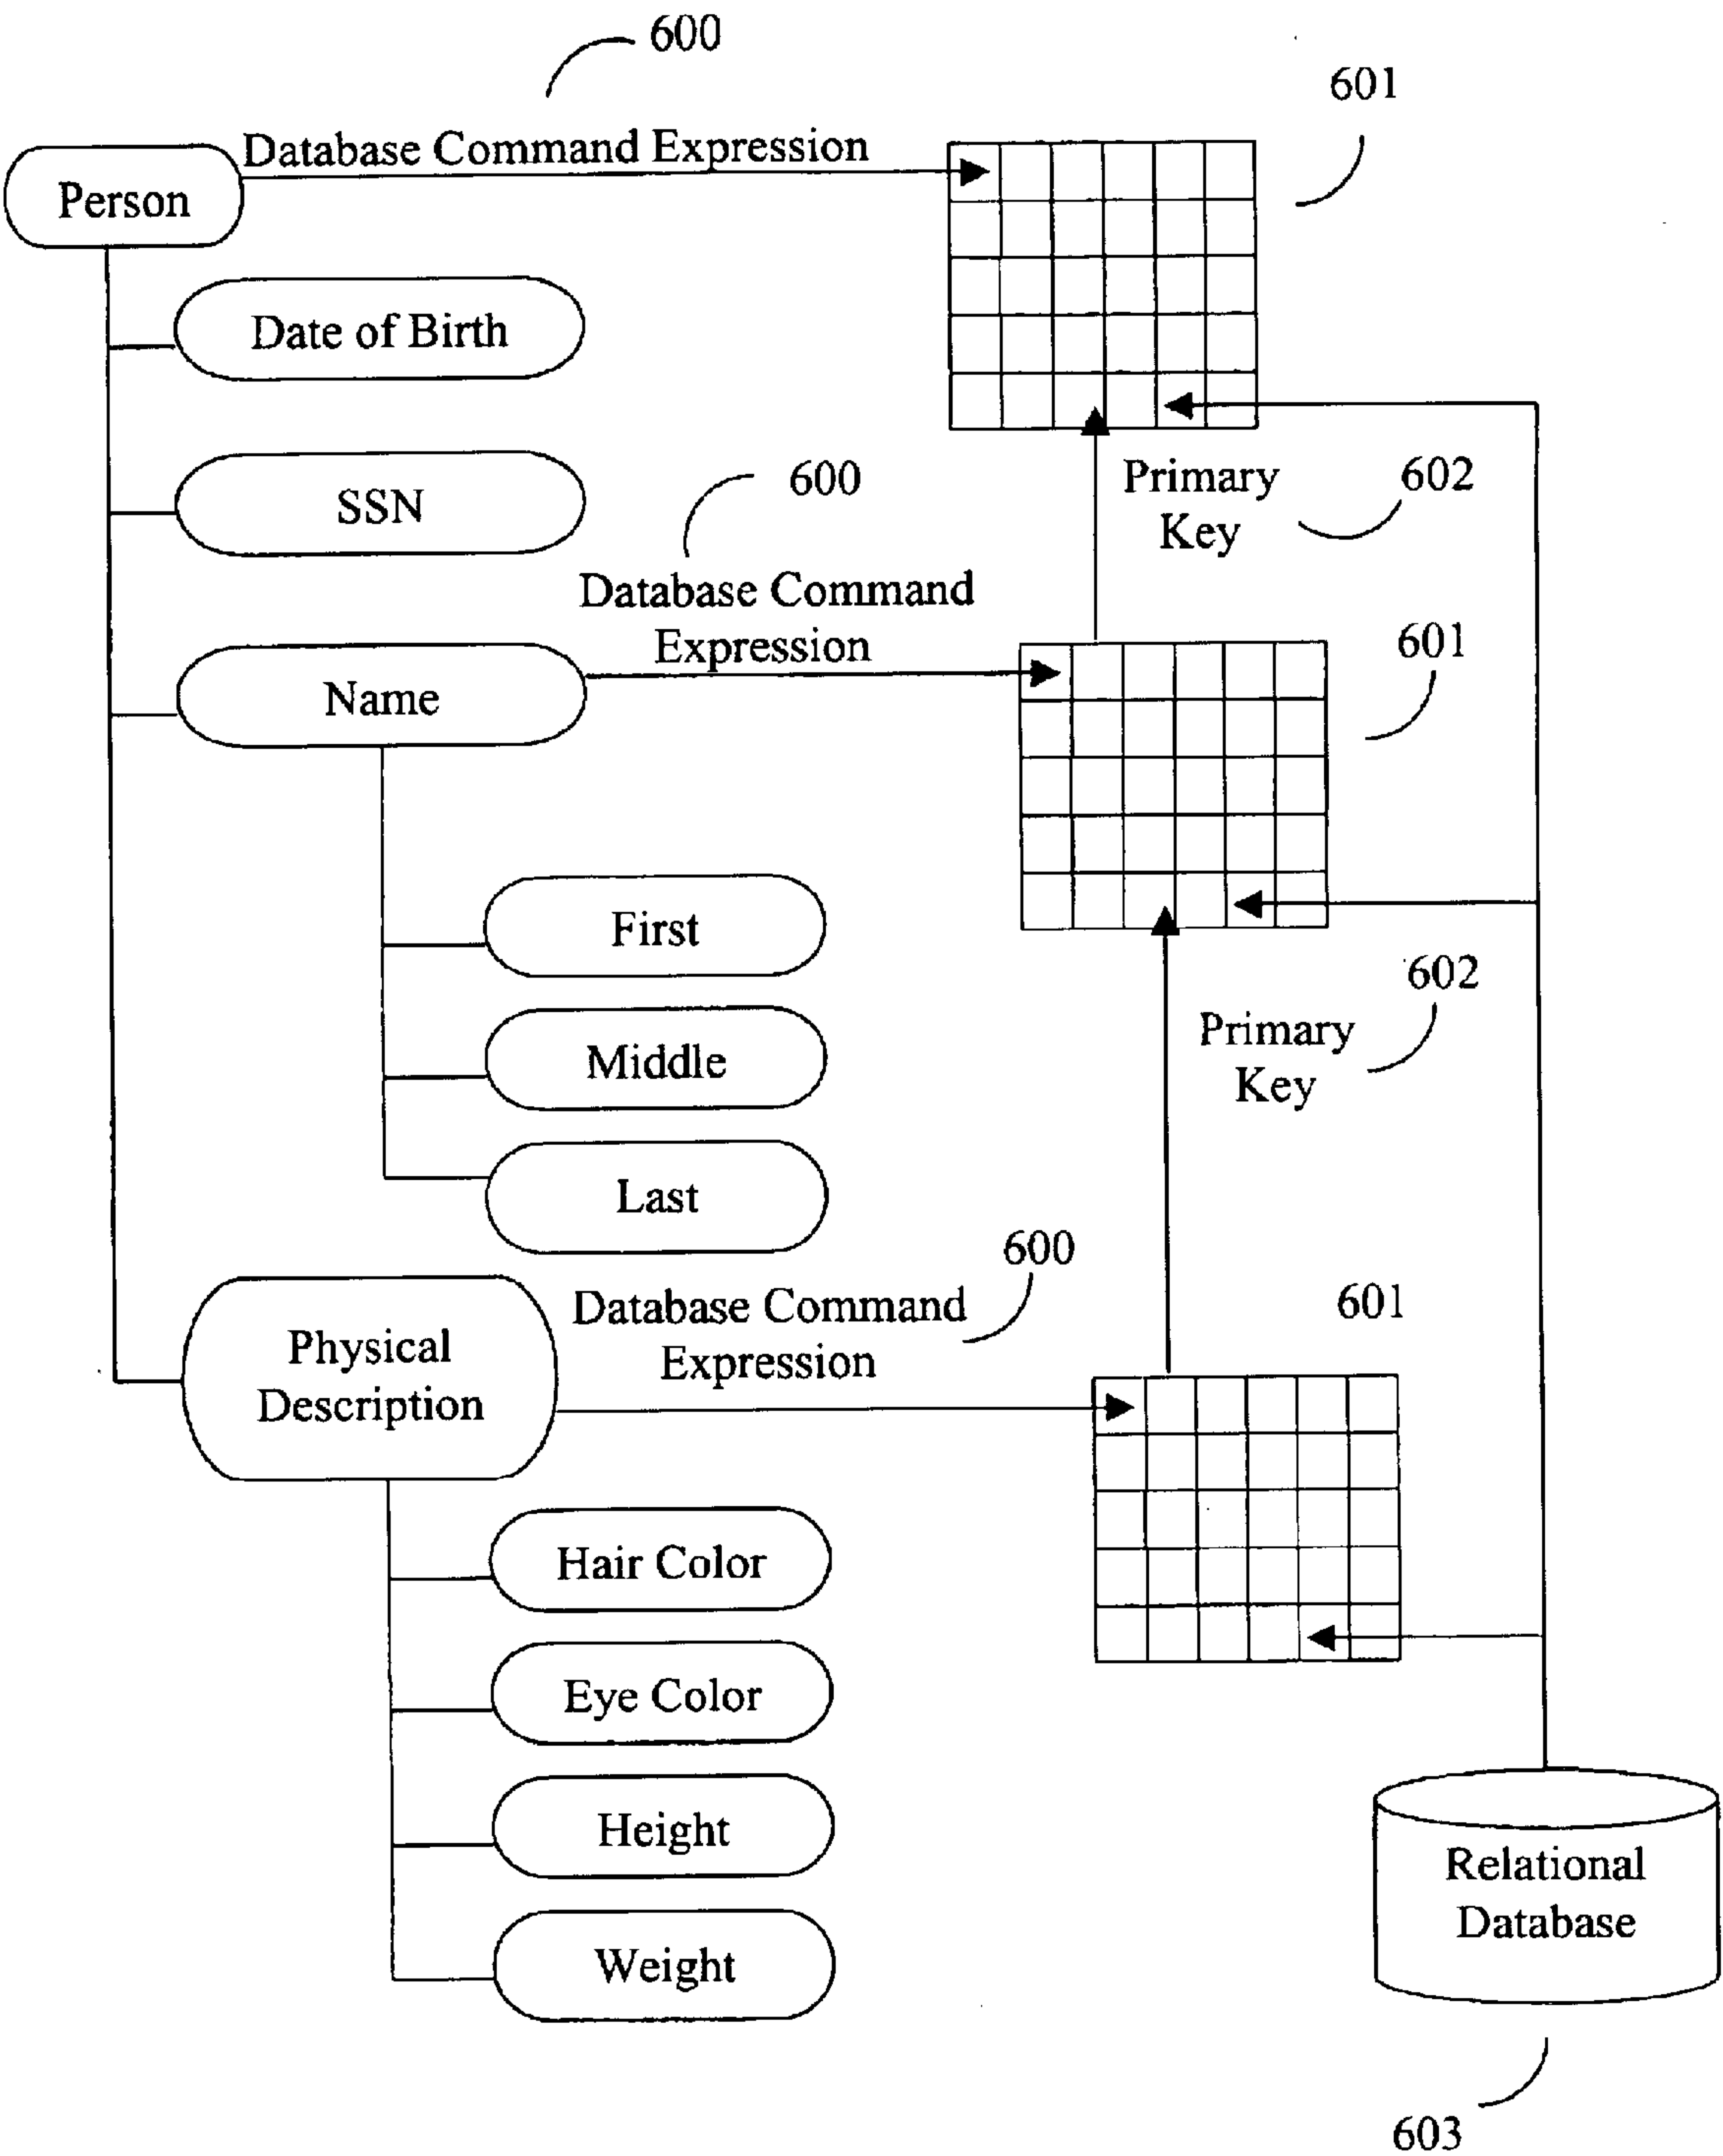 600
601
Database Command Expression
Person
Date of Birth
SSN
600
Primary
Key
602
Database Command
Expression
601
Name
First
602
Primary
Key
Middle
Last
600
Database Command
Expression
601
Physical
Description
Hair Color
Eye Color
Height
Weight
Relational
Database
603